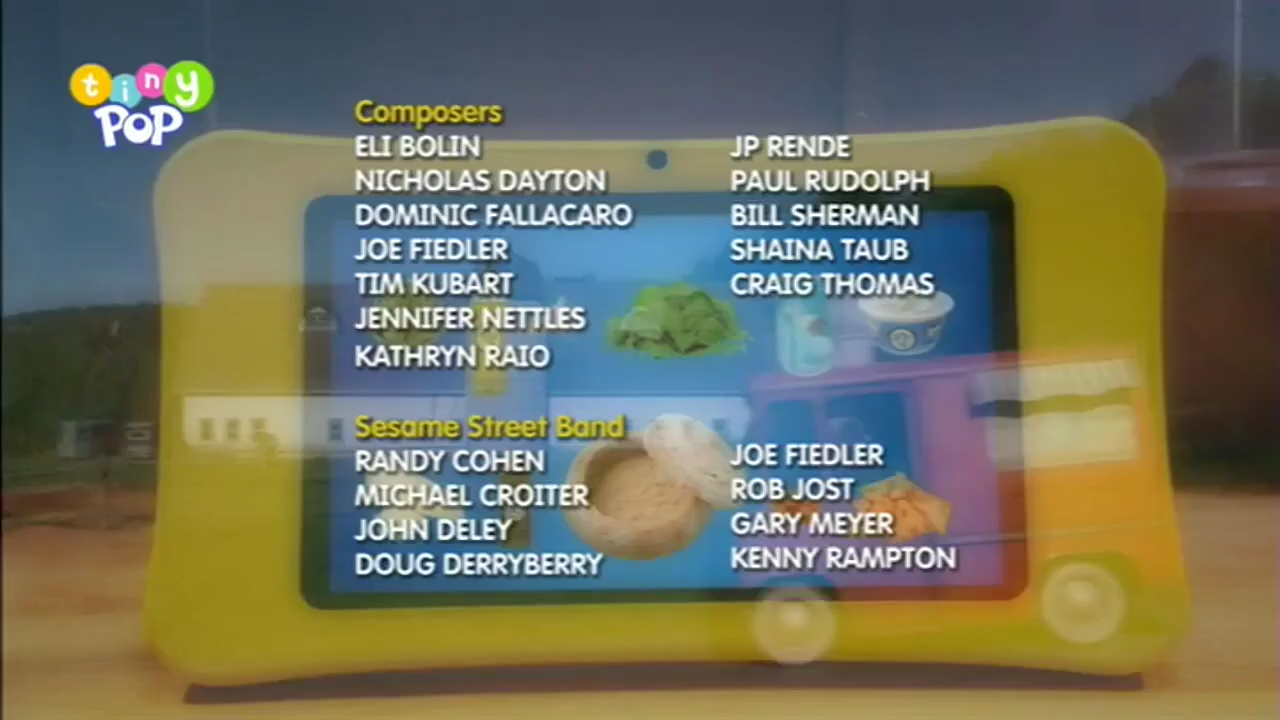 tiny
POP
Composers
ELI BOLIN
NICHOLAS DAYTON
DOMINIC FALLACARO
JOE FIEDLER
TIM KUBART
JENNIFER NETTLES
KATHRYN RAIO
JP RENDE
PAUL RUDOLPH
BILL SHERMAN
SHAINA TAUB
CRAIG THOMAS
Sesame Street Band
RANDY COHEN
MICHAEL CROITER
JOHN DELEY
DOUG DERRYBERRY
JOE FIEDLER
ROB JOST
GARY MEYER
KENNY RAMPTON